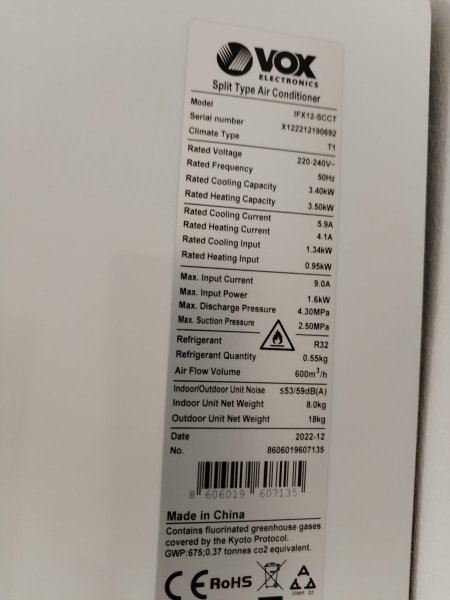 VOX
ELECTRONICS
Split Type Air Conditioner
Model IFX12-SCCT
Serial number X122212190692
Climate Type T1
Rated Voltage 220-240V~
Rated Frequency 50Hz
Rated Cooling Capacity 3.40kW
Rated Heating Capacity 3.50kW
Rated Cooling Current 5.9A
Rated Heating Current 4.1A
Rated Cooling Input 1.34kW
Rated Heating Input 0.95kW
Max. Input Current 9.0A
Max. Input Power 1.6kW
Max. Discharge Pressure 4.30MPa
Max. Suction Pressure 2.50MPa
Refrigerant R32
Refrigerant Quantity 0.55kg
Air Flow Volume 600m³/h
Indoor/Outdoor Unit Noise ≤53/59dB(A)
Indoor Unit Net Weight 8.0kg
Outdoor Unit Net Weight 18kg
Date 2022-12
No. 8606019607135
8 606019 607135
Made in China
Contains fluorinated greenhouse gases
covered by the Kyoto Protocol.
GWP:675;0.37 tonnes co2 equivalent.
CE RoHS